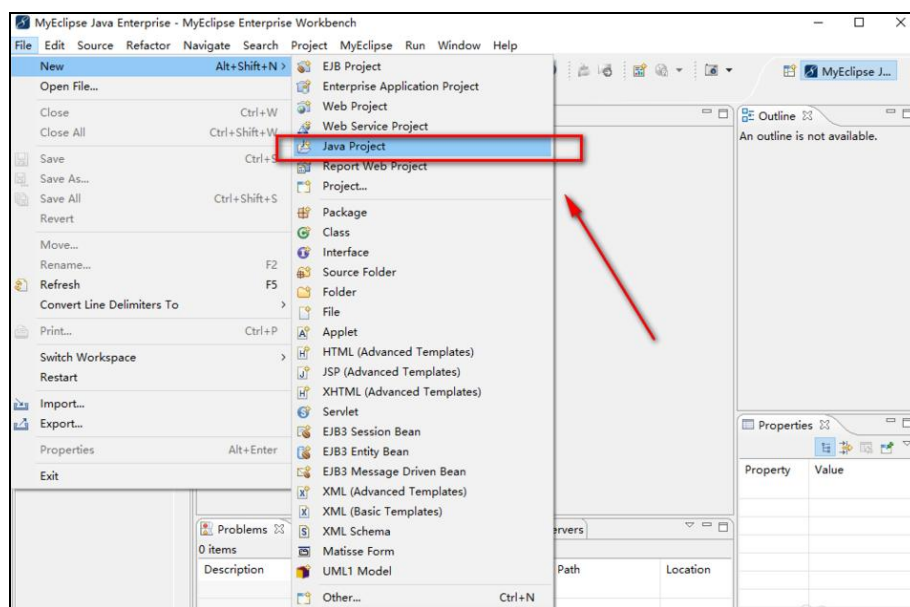 MyEclipse Java Enterprise - MyEclipse Enterprise Workbench
File Edit Source Refactor Navigate Search Project MyEclipse Run Window Help
New Alt+Shift+N >
Open File...
Close Ctrl+W
Close All Ctrl+Shift+W
Save Ctrl+S
Save As...
Save All Ctrl+Shift+S
Revert
Move...
Rename... F2
Refresh F5
Convert Line Delimiters To >
Print... Ctrl+P
Switch Workspace >
Restart
Import...
Export...
Properties Alt+Enter
Exit
EJB Project
Enterprise Application Project
Web Project
Web Service Project
Java Project
Report Web Project
Project...
Package
Class
Interface
Source Folder
Folder
File
Applet
HTML (Advanced Templates)
JSP (Advanced Templates)
XHTML (Advanced Templates)
Servlet
EJB3 Session Bean
EJB3 Entity Bean
EJB3 Message Driven Bean
XML (Advanced Templates)
XML (Basic Templates)
XML Schema
Matisse Form
UML1 Model
Other... Ctrl+N
MyEclipse J...
Outline
An outline is not available.
Properties
Property Value
Problems ervers
0 items
Description Path Location